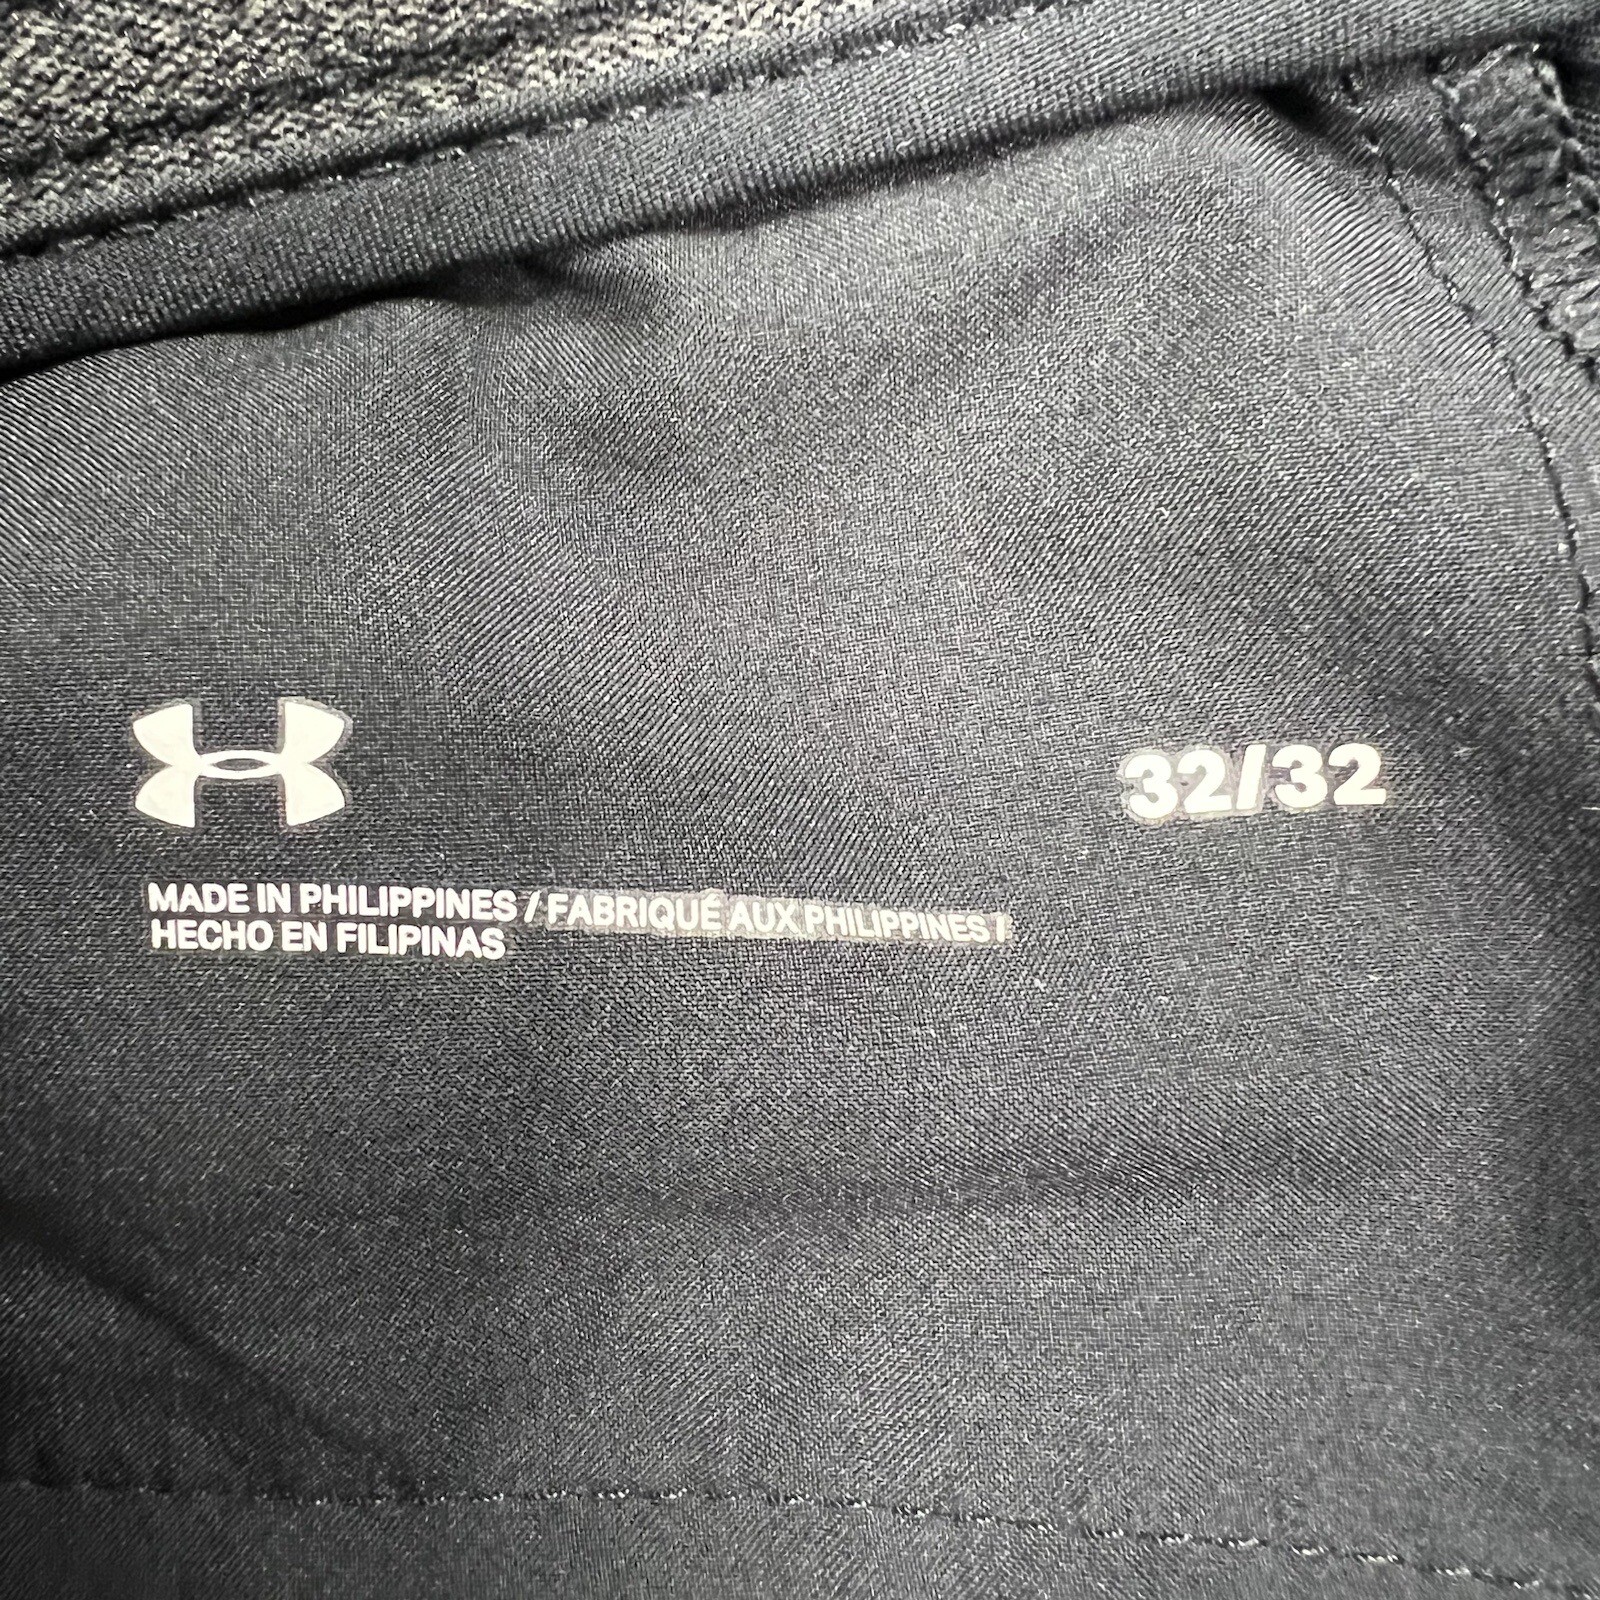 32/32
MADE IN PHILIPPINES / FABRIQUÉ AUX PHILIPPINES /
HECHO EN FILIPINAS